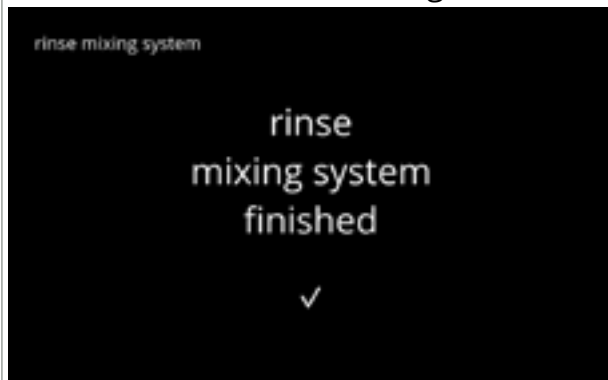 rinse mixing system
rinse
mixing system
finished
✓